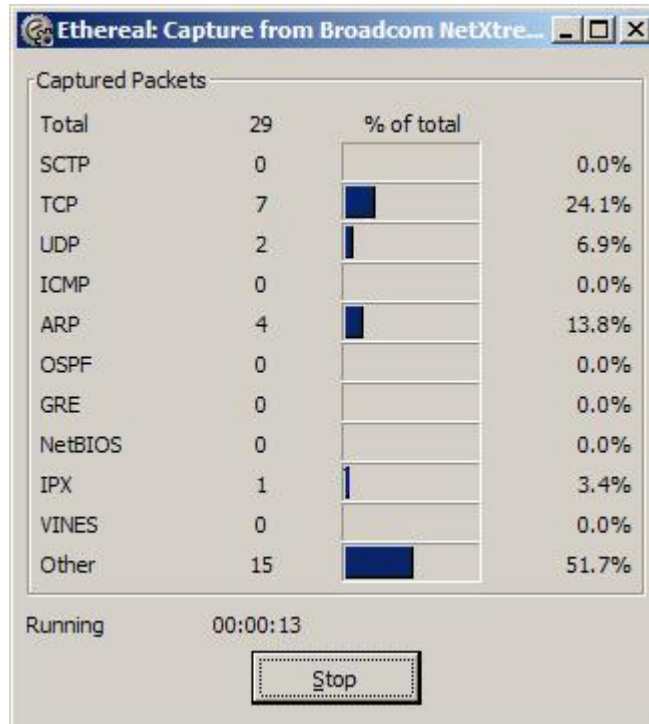 Ethereal: Capture from Broadcom NetXtre...
Captured Packets
Total 29 % of total
SCTP 0 0.0%
TCP 7 24.1%
UDP 2 6.9%
ICMP 0 0.0%
ARP 4 13.8%
OSPF 0 0.0%
GRE 0 0.0%
NetBIOS 0 0.0%
IPX 1 3.4%
VINES 0 0.0%
Other 15 51.7%
Running 00:00:13
Stop